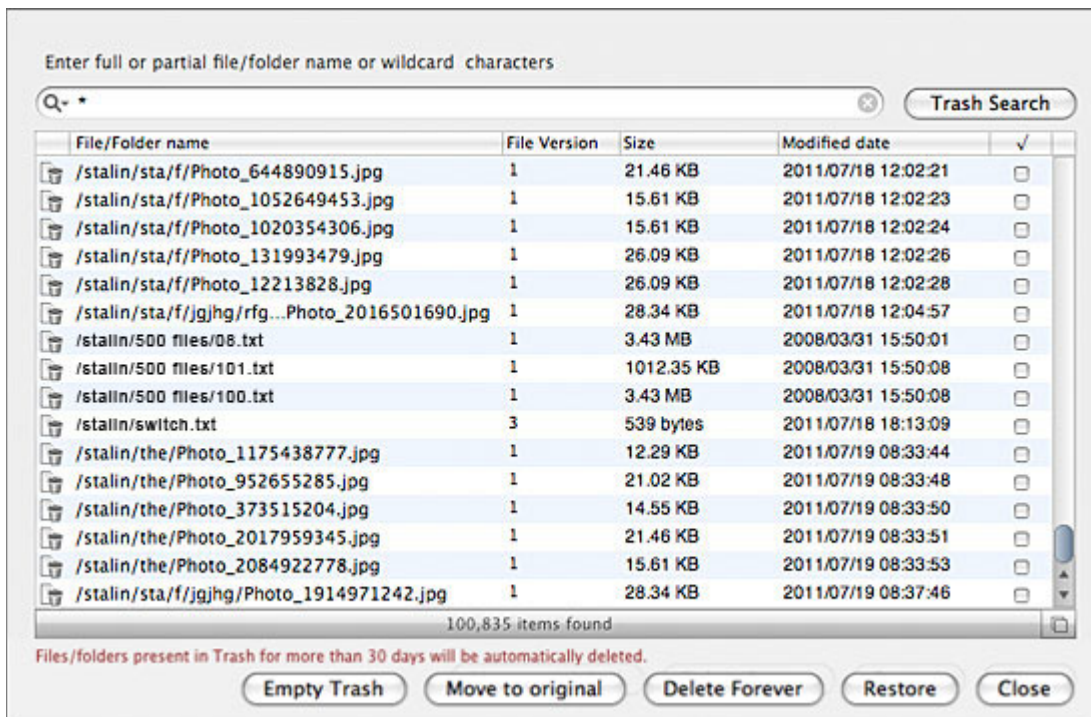 Enter full or partial file/folder name or wildcard characters
* Trash Search
File/Folder name File Version Size Modified date √
/stalin/sta/f/Photo_644890915.jpg 1 21.46 KB 2011/07/18 12:02:21
/stalin/sta/f/Photo_1052649453.jpg 1 15.61 KB 2011/07/18 12:02:23
/stalin/sta/f/Photo_1020354306.jpg 1 15.61 KB 2011/07/18 12:02:24
/stalin/sta/f/Photo_131993479.jpg 1 26.09 KB 2011/07/18 12:02:26
/stalin/sta/f/Photo_12213828.jpg 1 26.09 KB 2011/07/18 12:02:28
/stalin/sta/f/jgjhg/rfg...Photo_2016501690.jpg 1 28.34 KB 2011/07/18 12:04:57
/stalin/500 files/08.txt 1 3.43 MB 2008/03/31 15:50:01
/stalin/500 files/101.txt 1 1012.35 KB 2008/03/31 15:50:08
/stalin/500 files/100.txt 1 3.43 MB 2008/03/31 15:50:08
/stalin/switch.txt 3 539 bytes 2011/07/18 18:13:09
/stalin/the/Photo_1175438777.jpg 1 12.29 KB 2011/07/19 08:33:44
/stalin/the/Photo_952655285.jpg 1 21.02 KB 2011/07/19 08:33:48
/stalin/the/Photo_373515204.jpg 1 14.55 KB 2011/07/19 08:33:50
/stalin/the/Photo_2017959345.jpg 1 21.46 KB 2011/07/19 08:33:51
/stalin/the/Photo_2084922778.jpg 1 15.61 KB 2011/07/19 08:33:53
/stalin/sta/f/jgjhg/Photo_1914971242.jpg 1 28.34 KB 2011/07/19 08:37:46
100,835 items found
Files/folders present in Trash for more than 30 days will be automatically deleted.
Empty Trash Move to original Delete Forever Restore Close